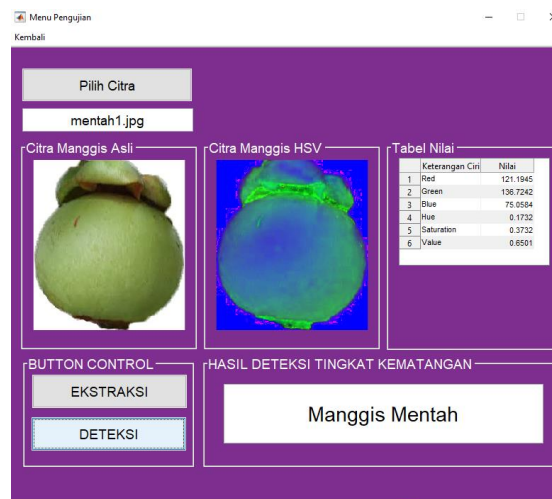 Menu Pengujian
Kembali
Pilih Citra
mentah1.jpg
Citra Manggis Asli
Citra Manggis HSV
Tabel Nilai
Keterangan Ciri Nilai
1 Red 121.1945
2 Green 136.7242
3 Blue 75.0584
4 Hue 0.1732
5 Saturation 0.3732
6 Value 0.6501
BUTTON CONTROL
EKSTRAKSI
DETEKSI
HASIL DETEKSI TINGKAT KEMATANGAN
Manggis Mentah